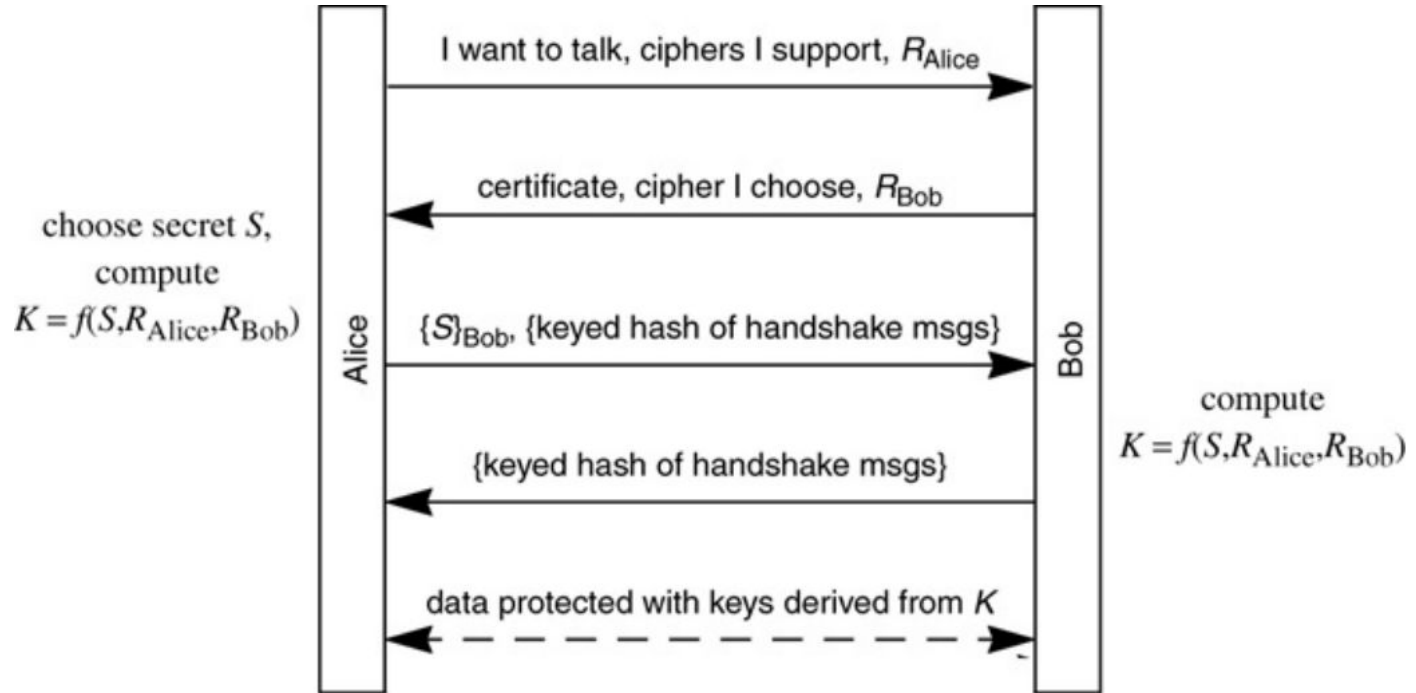 I want to talk, ciphers I support, R_Alice
certificate, cipher I choose, R_Bob
choose secret S,
compute
K = f(S,R_Alice,R_Bob)
Alice
{S}_Bob, {keyed hash of handshake msgs}
Bob
compute
K = f(S,R_Alice,R_Bob)
{keyed hash of handshake msgs}
data protected with keys derived from K